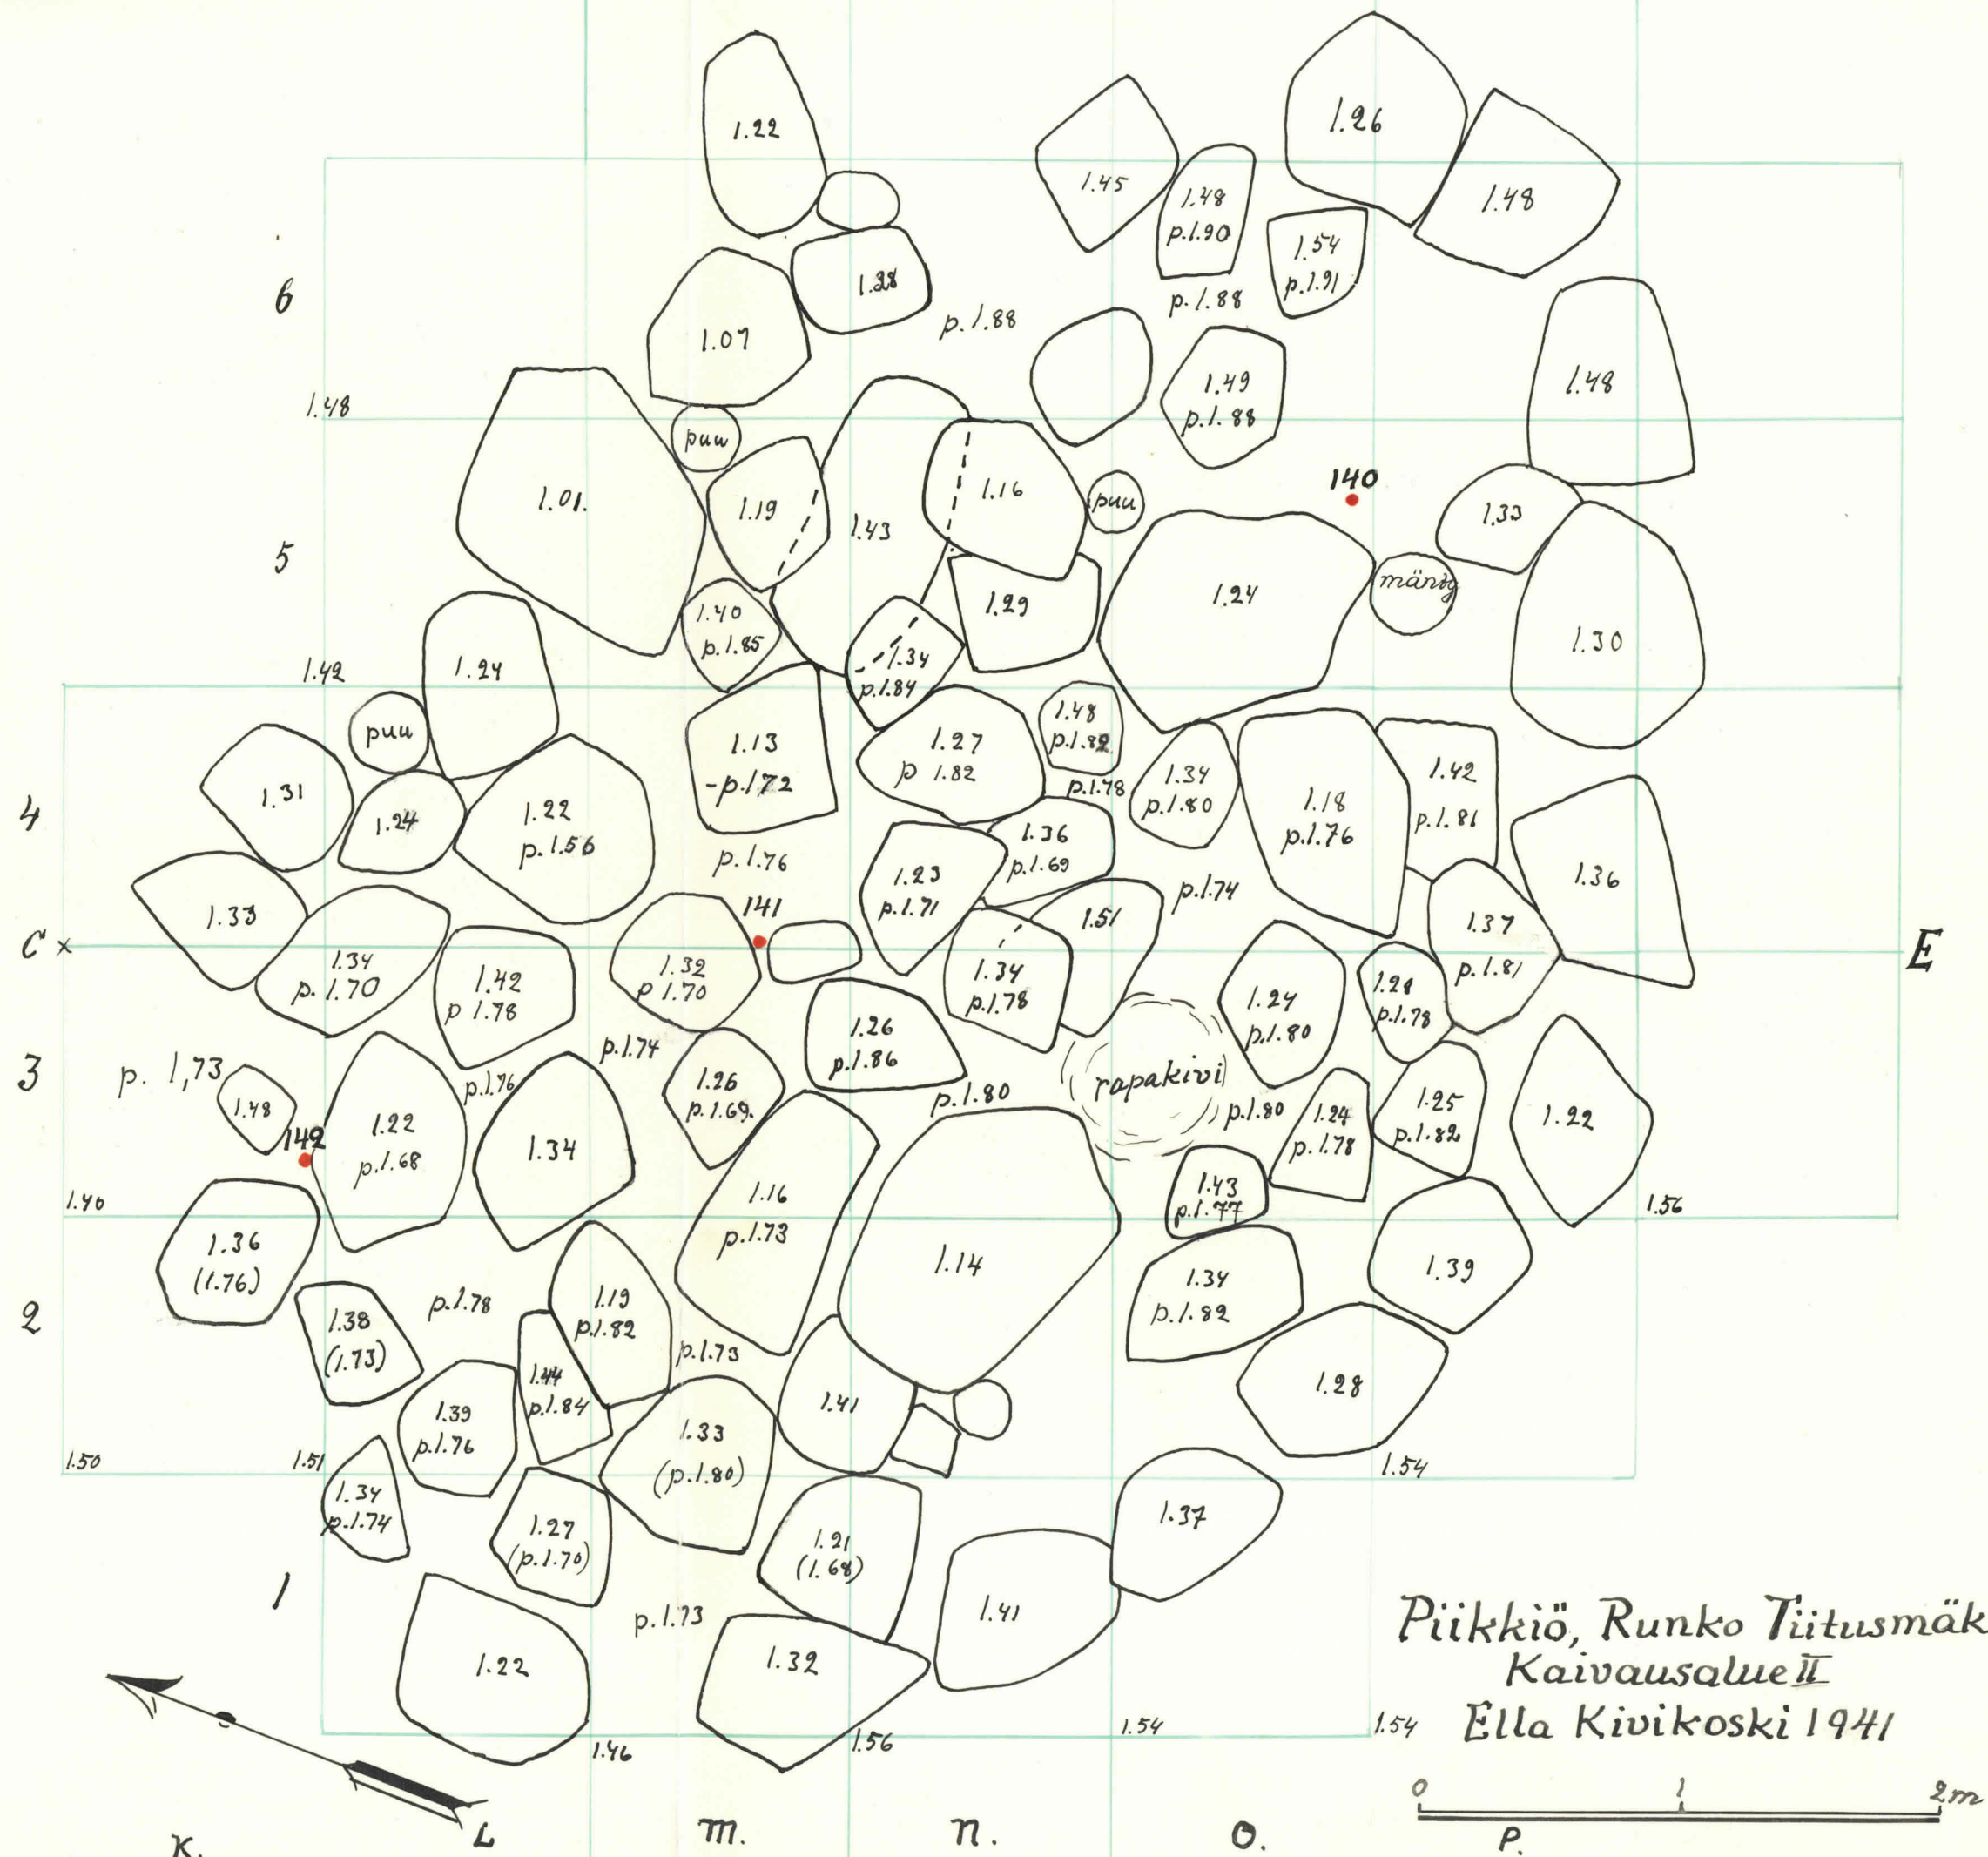 1.22
1.26
1.45
1.48
p.1.90
1.48
1.54
p.1.91
6
1.28
p.1.88
p.1.88
1.07
1.48
1.49
p.1.88
1.48
puu
1.01.
1.19
1.43
1.16
puu
140
1.33
5
mänty
1.40
p.1.85
1.29
1.24
1.30
1.34
p.1.84
1.42
1.24
puu
1.13
-p.1.72
1.27
p 1.82
1.48
p.1.82
p.1.78
1.34
p.1.80
1.18
p.1.76
1.42
p.1.81
4
1.31
1.24
1.22
p.1.56
p.1.76
1.36
p.1.69
1.23
p.1.71
p.1.74
1.36
1.33
141
1.51
1.37
p.1.81
C x
E
1.34
p.1.70
1.42
p 1.78
1.32
p 1.70
1.34
p.1.78
1.24
p.1.80
1.28
p.1.78
3
p. 1,73
p.1.74
1.26
p.1.86
p.1.76
1.26
p.1.69.
p.1.80
rapakivi
p.1.80
1.24
p.1.78
1.25
p.1.82
1.22
1.48
142
1.22
p.1.68
1.34
1.40
1.16
p.1.73
1.43
p.1.77
1.56
1.36
(1.76)
1.14
1.34
p.1.82
1.39
2
1.38
(1.73)
p.1.78
1.19
p.1.82
p.1.73
1.44
p.1.84
1.41
1.28
1.39
p.1.76
1.33
(p.1.80)
1.50
1.51
1.54
1.34
p.1.74
1.27
(p.1.70)
1.21
(1.68)
1.37
1
p.1.73
1.41
1.22
1.32
Piikkiö, Runko Tiitusmäk
Kaivausalue II
Ella Kivikoski 1941
1.46
1.56
1.54
1.54
0 1 2m
K. L m. n. O. P.